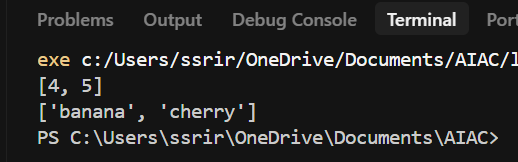 Problems Output Debug Console Terminal Port
exe c:/Users/ssrir/OneDrive/Documents/AIAC/
[4, 5]
['banana', 'cherry']
PS C:\Users\ssrir\OneDrive\Documents\AIAC>